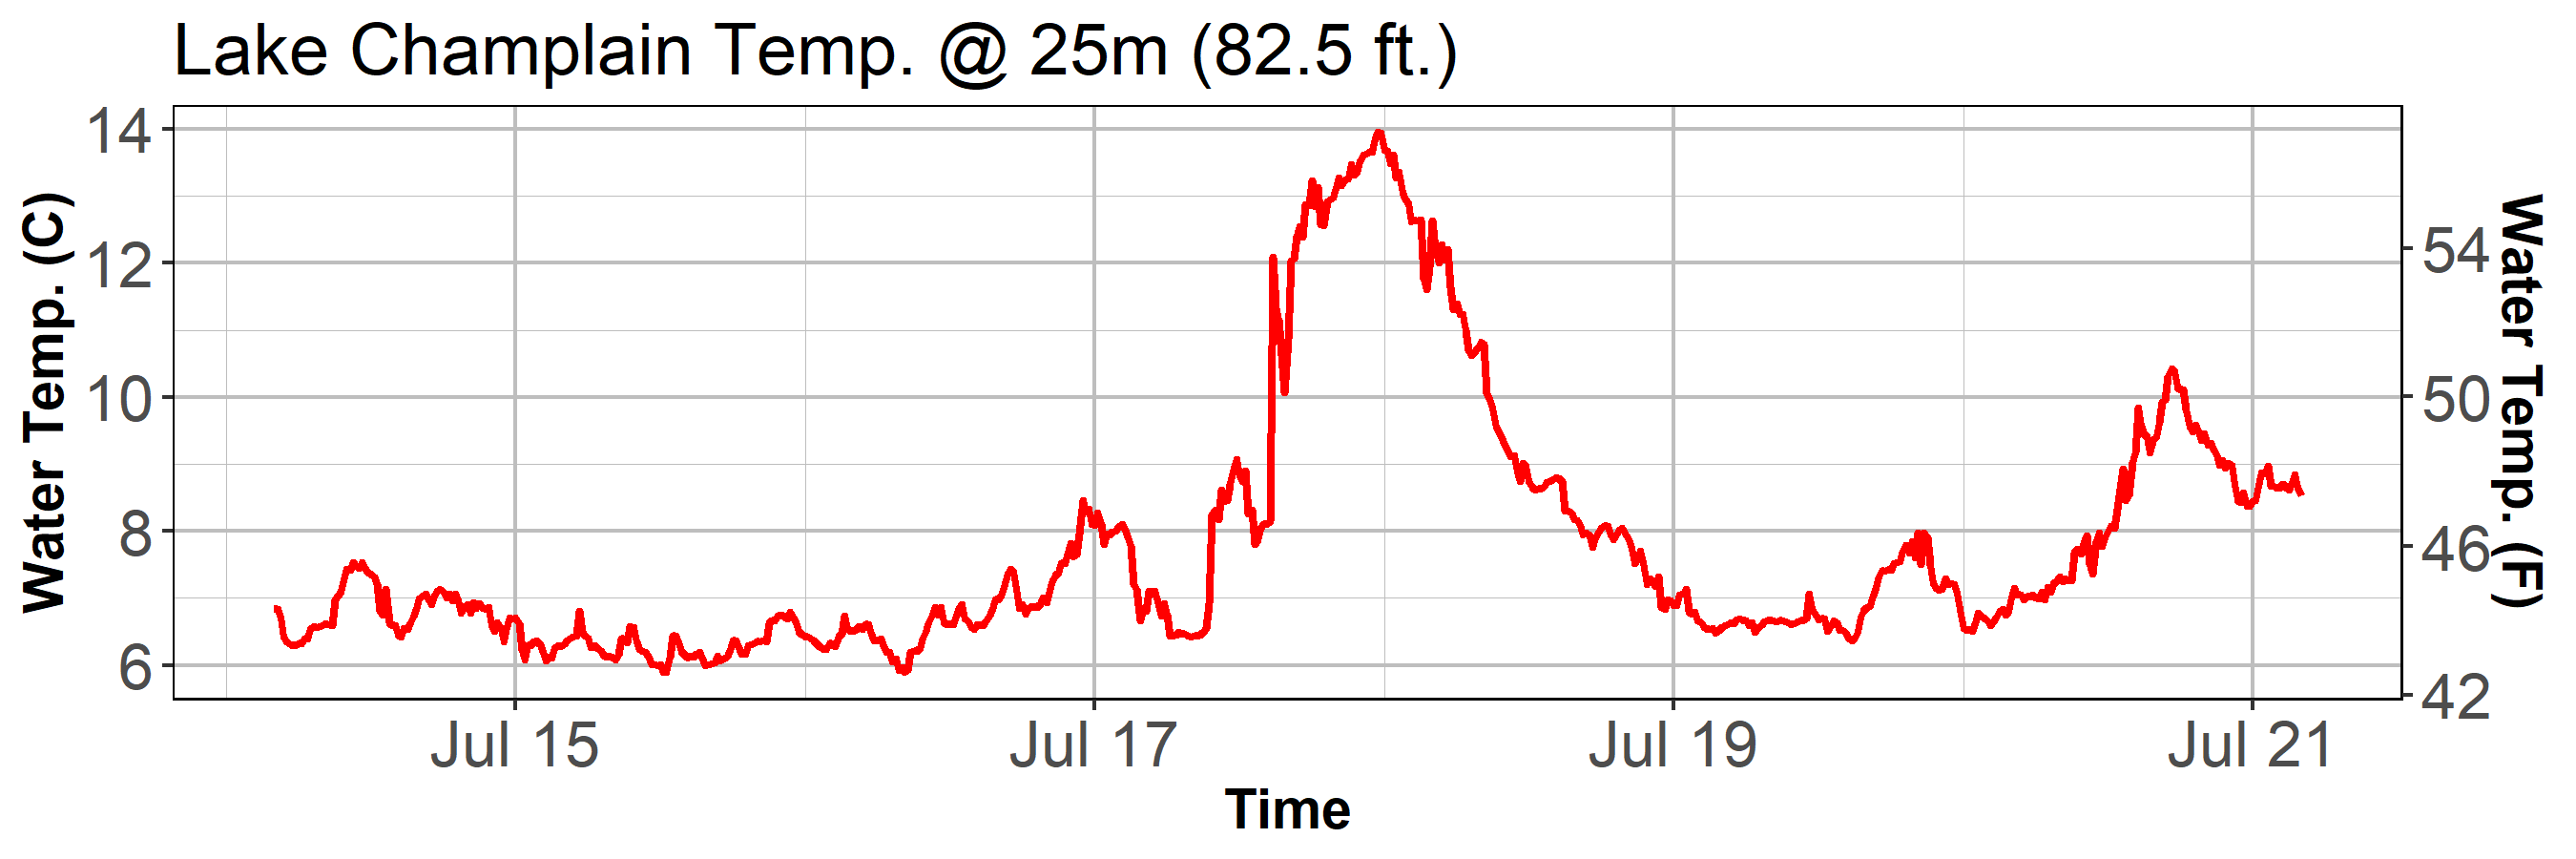 Lake Champlain Temp. @ 25m (82.5 ft.)
Water Temp. (C)
14
12
10
8
6
54
50
46
42
Water Temp. (F)
Jul 15
Jul 17
Jul 19
Jul 21
Time